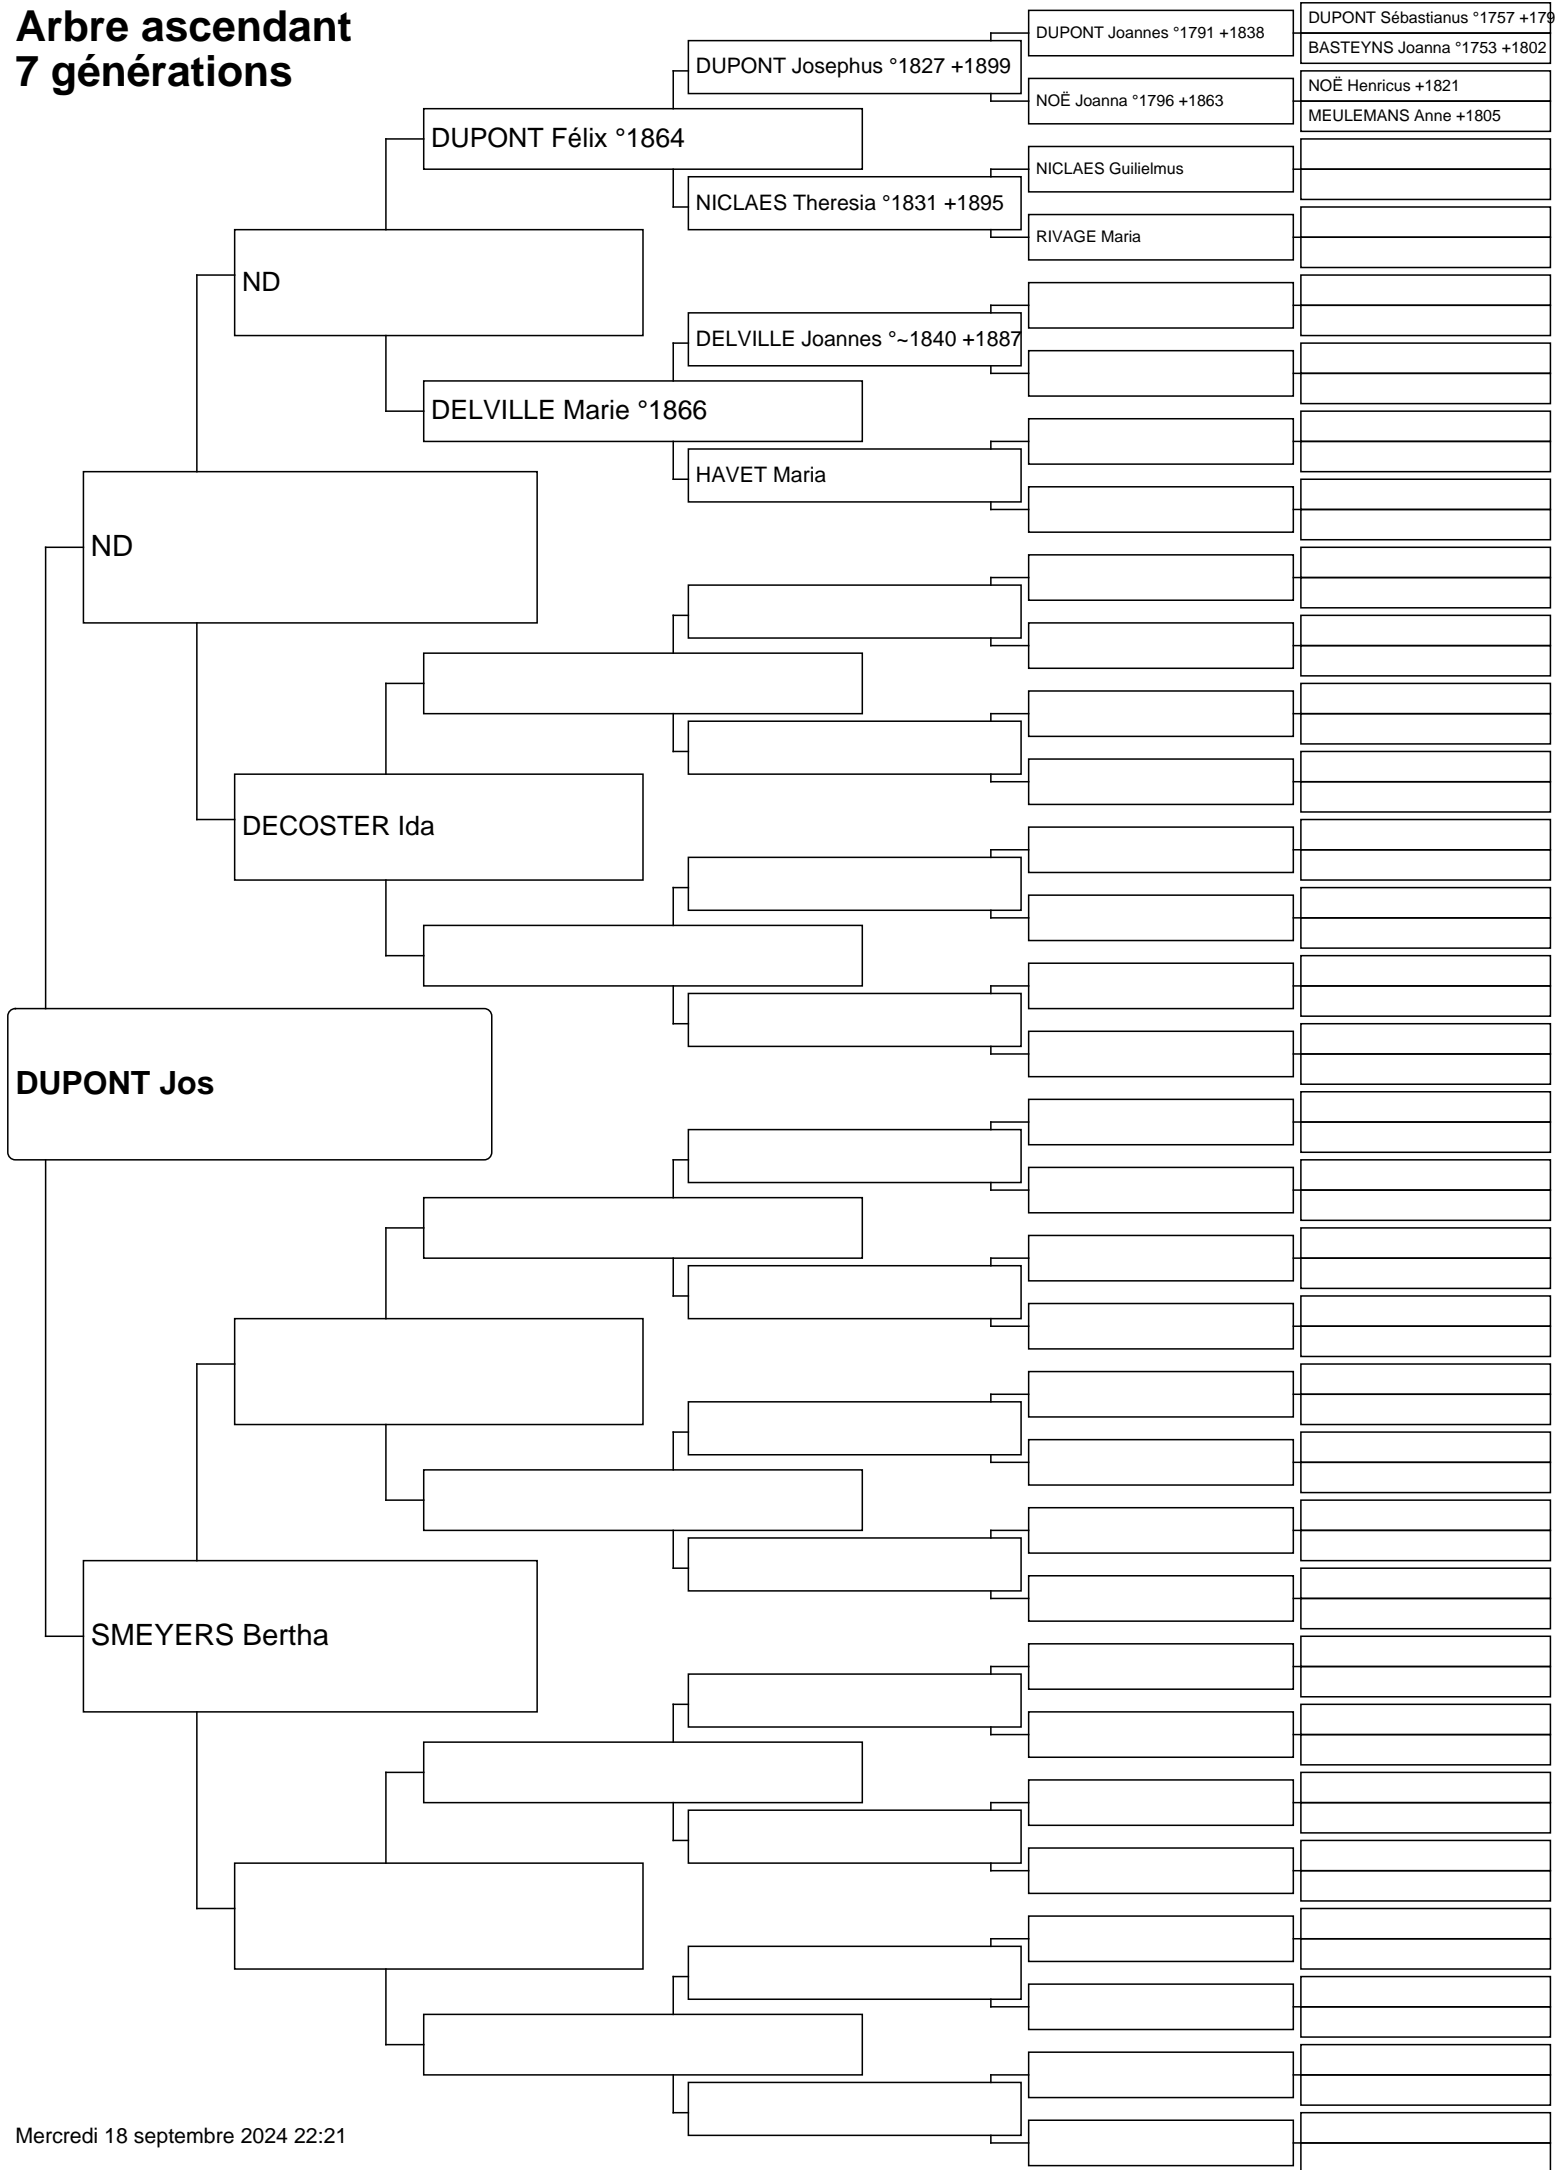 Arbre ascendant
7 générations
DUPONT Sébastianus °1757 +179
DUPONT Joannes °1791 +1838
BASTEYNS Joanna °1753 +1802
DUPONT Josephus °1827 +1899
NOË Henricus +1821
NOË Joanna °1796 +1863
MEULEMANS Anne +1805
DUPONT Félix °1864
NICLAES Guilielmus
NICLAES Theresia °1831 +1895
RIVAGE Maria
ND
DELVILLE Joannes °~1840 +1887
DELVILLE Marie °1866
HAVET Maria
ND
DECOSTER Ida
DUPONT Jos
SMEYERS Bertha
Mercredi 18 septembre 2024 22:21